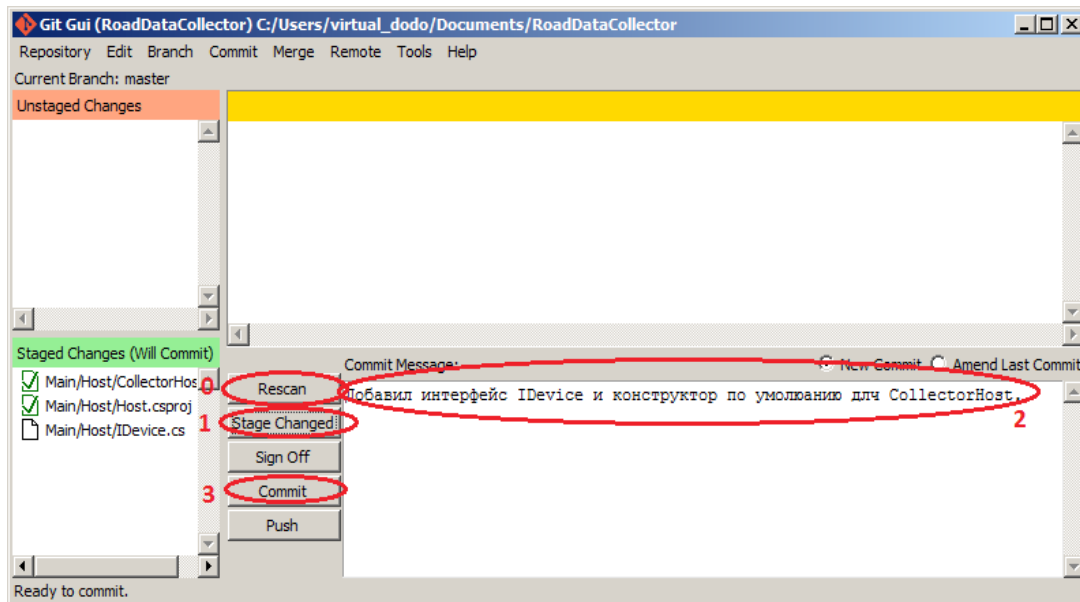 Git Gui (RoadDataCollector) C:/Users/virtual_dodo/Documents/RoadDataCollector
Repository Edit Branch Commit Merge Remote Tools Help
Current Branch: master
Unstaged Changes
Staged Changes (Will Commit)
Main/Host/CollectorHos
Main/Host/Host.csproj
Main/Host/IDevice.cs
0
Rescan
1
Stage Changed
Sign Off
3
Commit
Push
Commit Message:
New Commit
Amend Last Commit
Добавил интерфейс IDevice и конструктор по умолюанию длч CollectorHost.
2
Ready to commit.